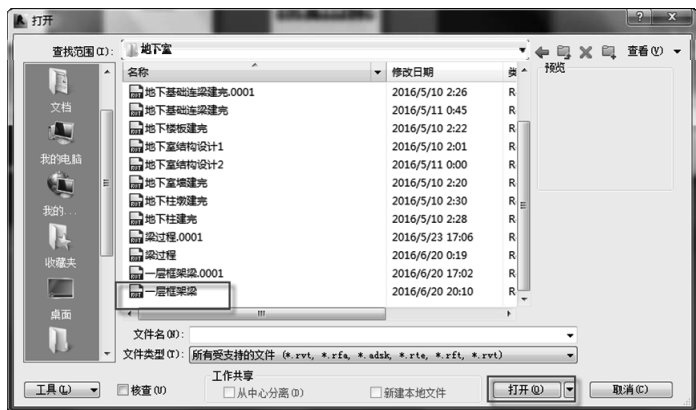 打开
查找范围(I): 地下室 查看(V)
名称 修改日期 类 预览
地下基础连梁建完.0001 2016/5/10 2:26 R
地下基础连梁建完 2016/5/11 0:45 R
地下楼板建完 2016/5/10 2:22 R
地下室结构设计1 2016/5/10 2:01 R
地下室结构设计2 2016/5/11 0:00 R
地下室墙建完 2016/5/10 2:20 R
地下柱墩建完 2016/5/10 2:30 R
地下柱建完 2016/5/10 2:28 R
梁过程.0001 2016/5/23 17:06 R
梁过程 2016/6/20 0:19 R
一层框架梁.0001 2016/6/20 17:02 R
一层框架梁 2016/6/20 20:10 R
文档
我的电脑
我的...
收藏夹
桌面
文件名(N):
文件类型(T): 所有受支持的文件 (*.rvt, *.rfa, *.adsk, *.rte, *.rft, *.rvt)
工作共享
工具(L) 核查(U) 从中心分离(D) 新建本地文件 打开(O) 取消(C)